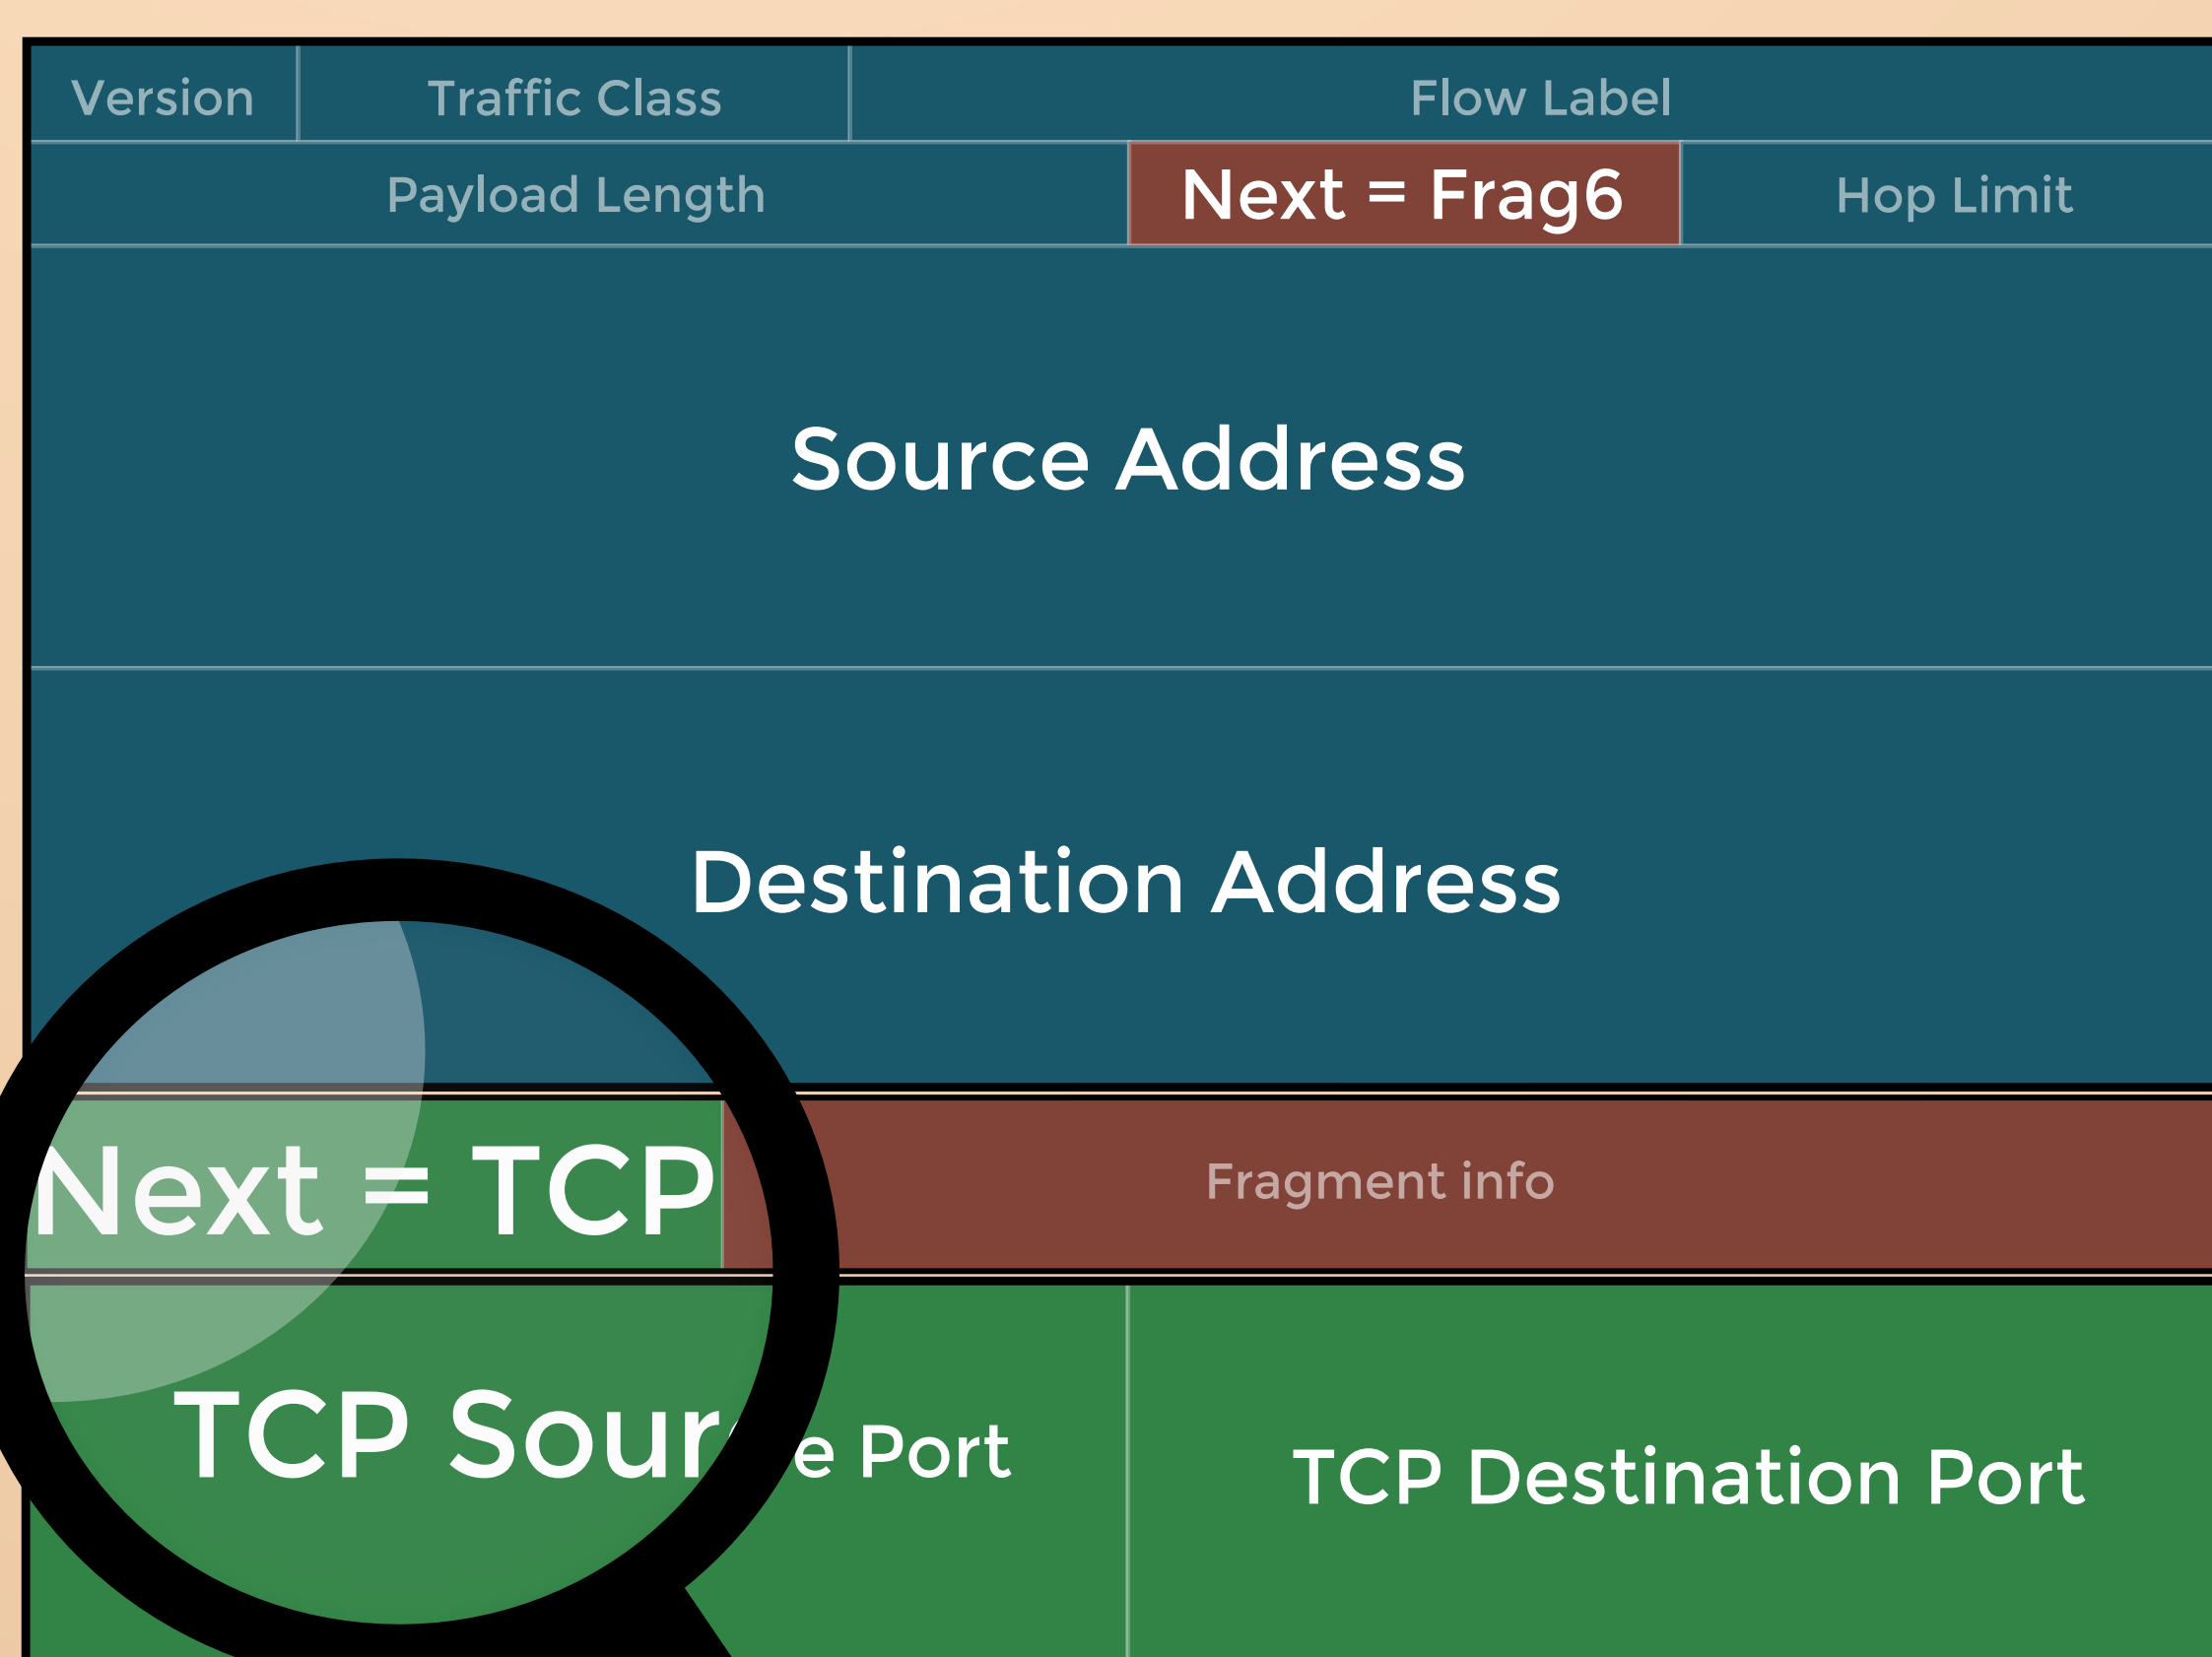 Version Traffic Class Flow Label
Payload Length Next = Frag6 Hop Limit
Source Address
Destination Address
Next = TCP Fragment info
TCP Source Port TCP Destination Port